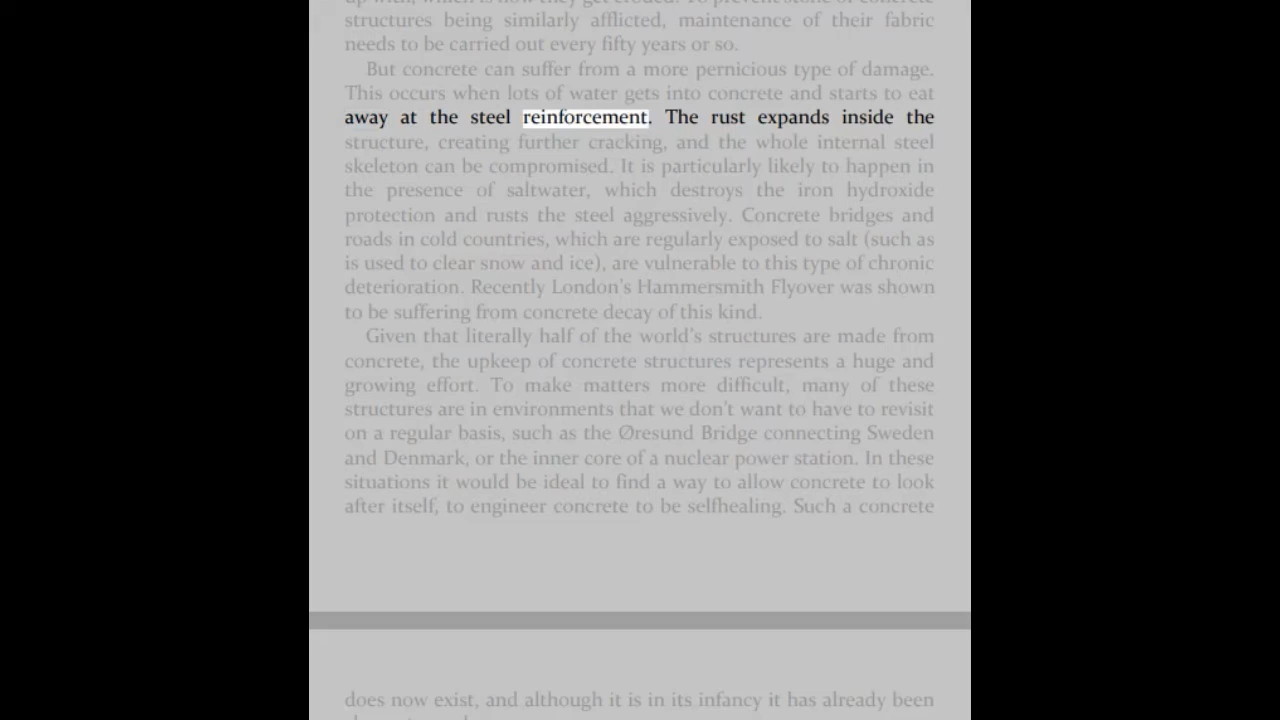 structures being similarly afflicted, maintenance of their fabric
needs to be carried out every fifty years or so.
But concrete can suffer from a more pernicious type of damage.
This occurs when lots of water gets into concrete and starts to eat
away at the steel reinforcement. The rust expands inside the
structure, creating further cracking, and the whole internal steel
skeleton can be compromised. It is particularly likely to happen in
the presence of saltwater, which destroys the iron hydroxide
protection and rusts the steel aggressively. Concrete bridges and
roads in cold countries, which are regularly exposed to salt (such as
is used to clear snow and ice), are vulnerable to this type of chronic
deterioration. Recently London's Hammersmith Flyover was shown
to be suffering from concrete decay of this kind.
Given that literally half of the world's structures are made from
concrete, the upkeep of concrete structures represents a huge and
growing effort. To make matters more difficult, many of these
structures are in environments that we don't want to have to revisit
on a regular basis, such as the Øresund Bridge connecting Sweden
and Denmark, or the inner core of a nuclear power station. In these
situations it would be ideal to find a way to allow concrete to look
after itself, to engineer concrete to be selfhealing. Such a concrete
does now exist, and although it is in its infancy it has already been